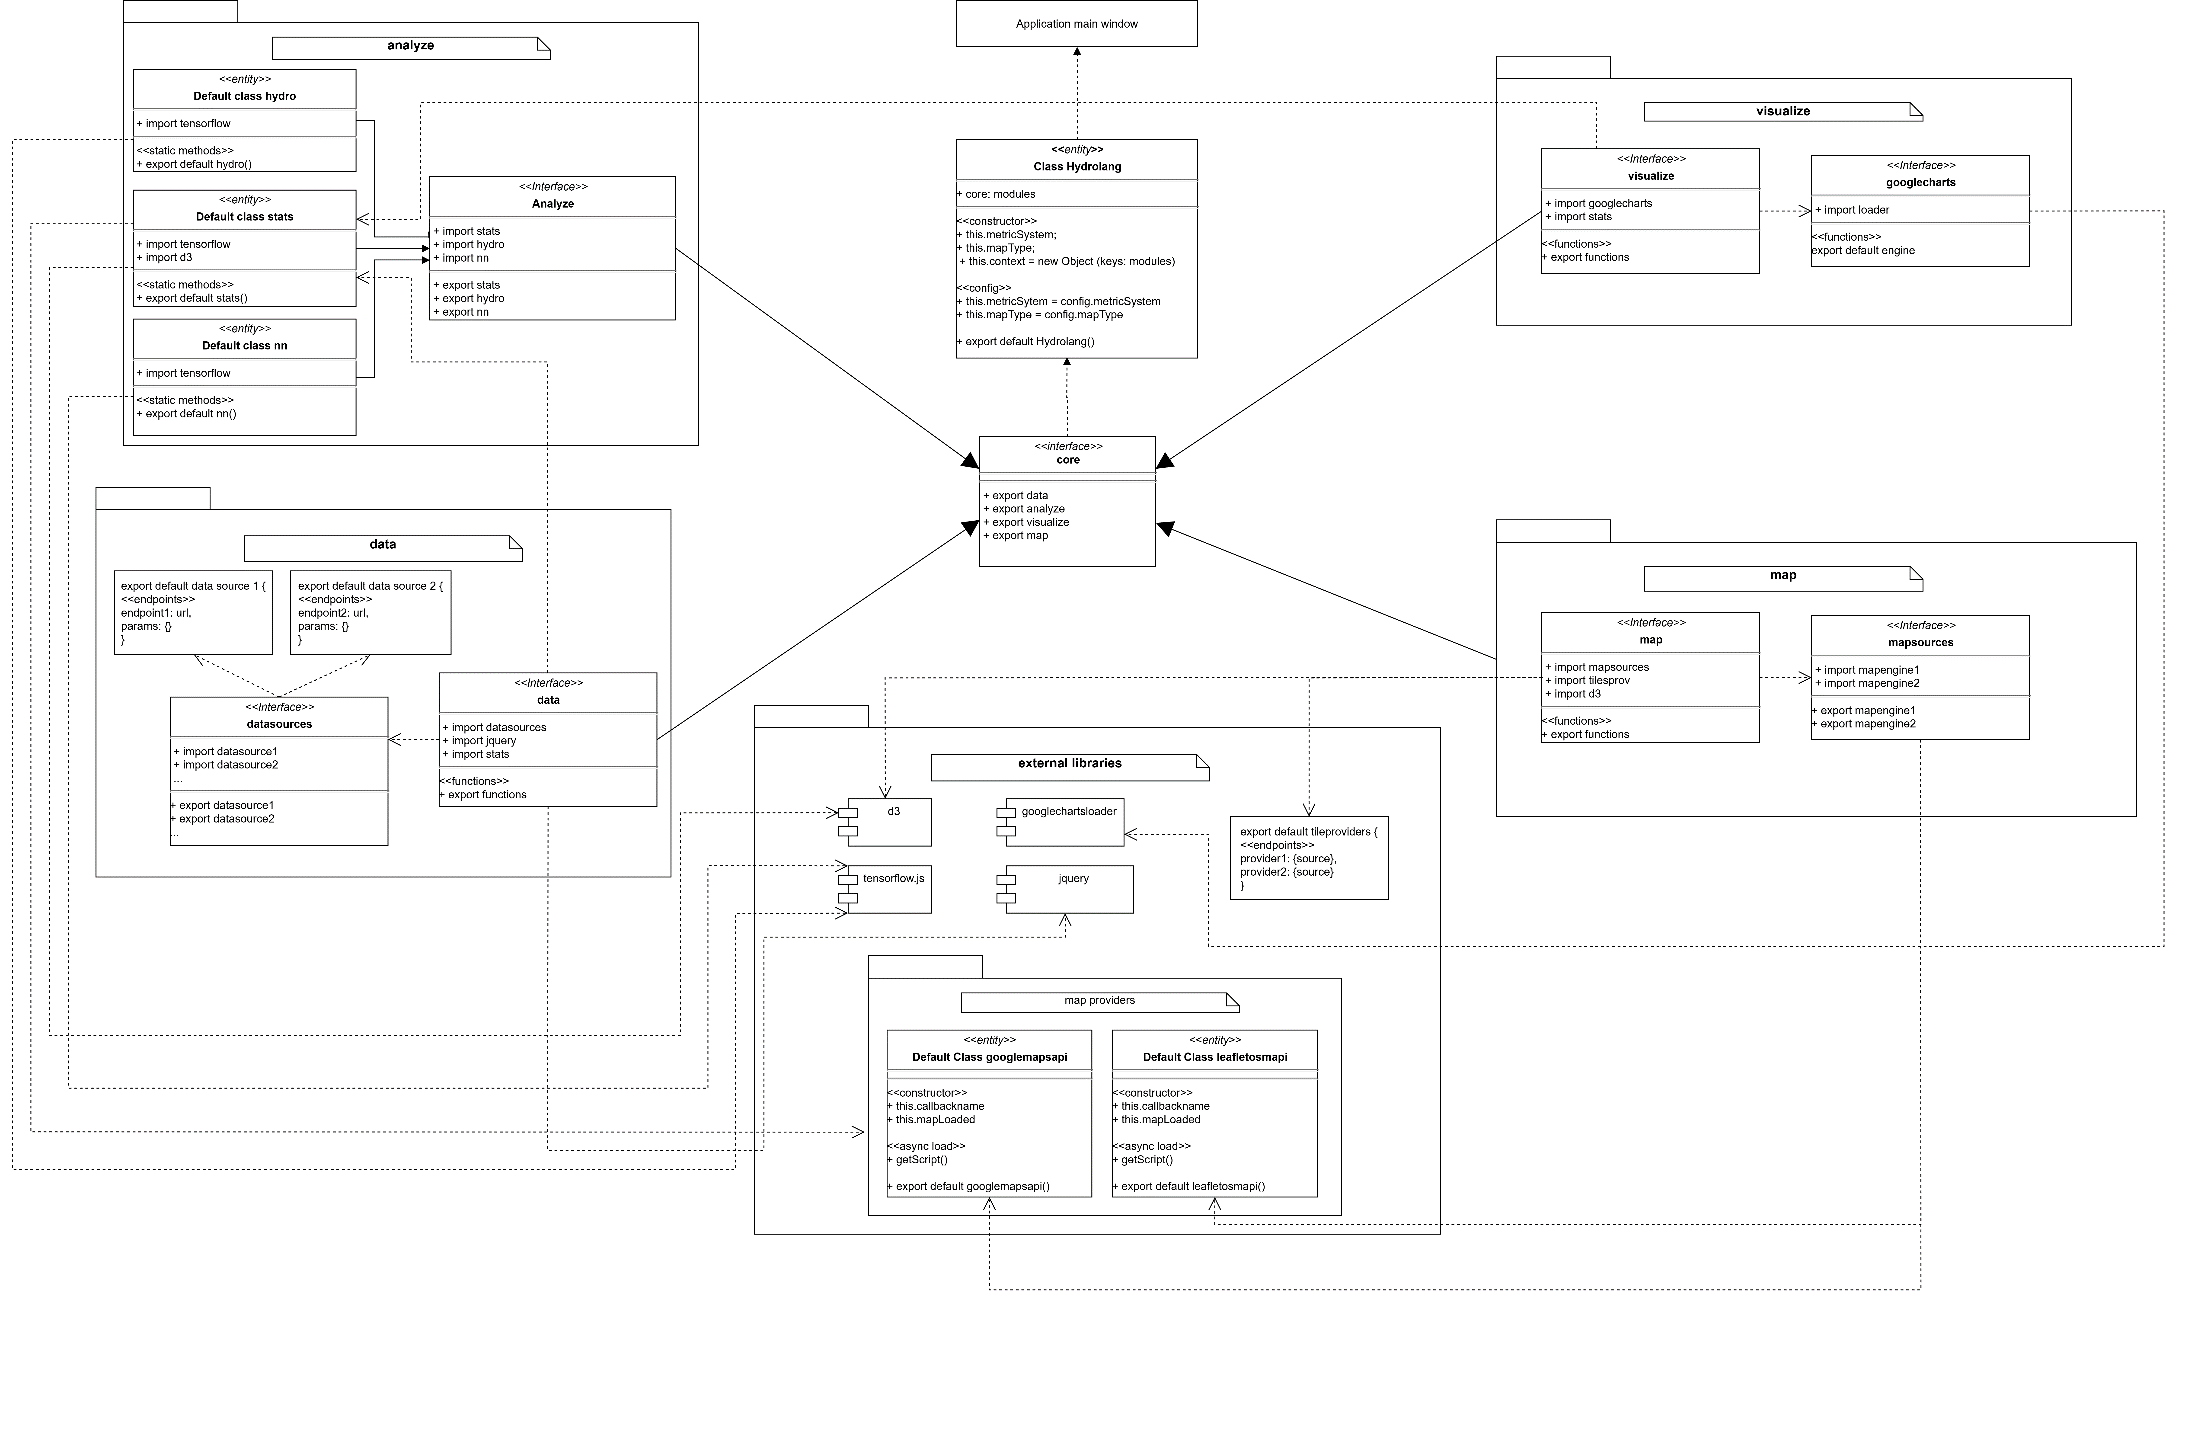 Application main window
analyze
<<entity>>
Default class hydro
+ import tensorflow
<<static methods>>
+ export default hydro()
<<entity>>
Default class stats
+ import tensorflow
+ import d3
<<static methods>>
+ export default stats()
<<entity>>
Default class nn
+ import tensorflow
<<static methods>>
+ export default nn()
<<Interface>>
Analyze
+ import stats
+ import hydro
+ import nn
+ export stats
+ export hydro
+ export nn
<<entity>>
Class Hydrolang
+ core: modules
<<constructor>>
+ this.metricSystem;
+ this.mapType;
+ this.context = new Object (keys: modules)
<<config>>
+ this.metricSytem = config.metricSystem
+ this.mapType = config.mapType
+ export default Hydrolang()
visualize
<<Interface>>
visualize
+ import googlecharts
+ import stats
<<functions>>
+ export functions
<<Interface>>
googlecharts
+ import loader
<<functions>>
export default engine
<<interface>>
core
+ export data
+ export analyze
+ export visualize
+ export map
data
export default data source 1 {
<<endpoints>>
endpoint1: url,
params: {}
}
export default data source 2 {
<<endpoints>>
endpoint2: url,
params: {}
}
<<Interface>>
datasources
+ import datasource1
+ import datasource2
...
+ export datasource1
+ export datasource2
...
<<Interface>>
data
+ import datasources
+ import jquery
+ import stats
<<functions>>
+ export functions
map
<<Interface>>
map
+ import mapsources
+ import tilesprov
+ import d3
<<functions>>
+ export functions
<<Interface>>
mapsources
+ import mapengine1
+ import mapengine2
+ export mapengine1
+ export mapengine2
external libraries
d3
googlechartsloader
tensorflow.js
jquery
export default tileproviders {
<<endpoints>>
provider1: {source},
provider2: {source}
}
map providers
<<entity>>
Default Class googlemapsapi
<<constructor>>
+ this.callbackname
+ this.mapLoaded
<<async load>>
+ getScript()
+ export default googlemapsapi()
<<entity>>
Default Class leafletosmapi
<<constructor>>
+ this.callbackname
+ this.mapLoaded
<<async load>>
+ getScript()
+ export default leafletosmapi()